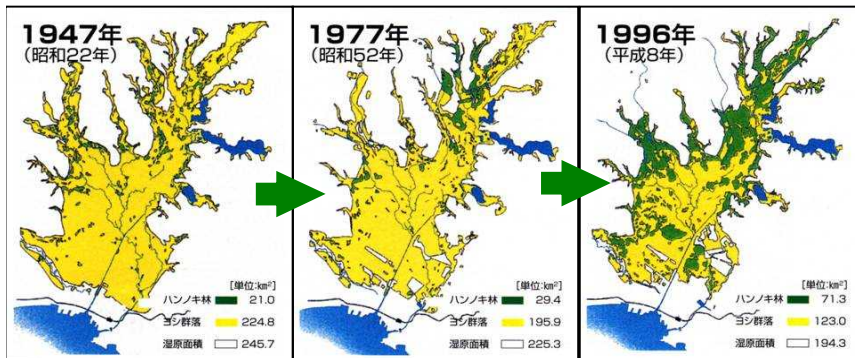 1947年
(昭和22年)
[単位:km²]
ハンノキ林 21.0
ヨシ群落 224.8
湿原面積 245.7
1977年
(昭和52年)
[単位:km²]
ハンノキ林 29.4
ヨシ群落 195.9
湿原面積 225.3
1996年
(平成8年)
[単位:km²]
ハンノキ林 71.3
ヨシ群落 123.0
湿原面積 194.3